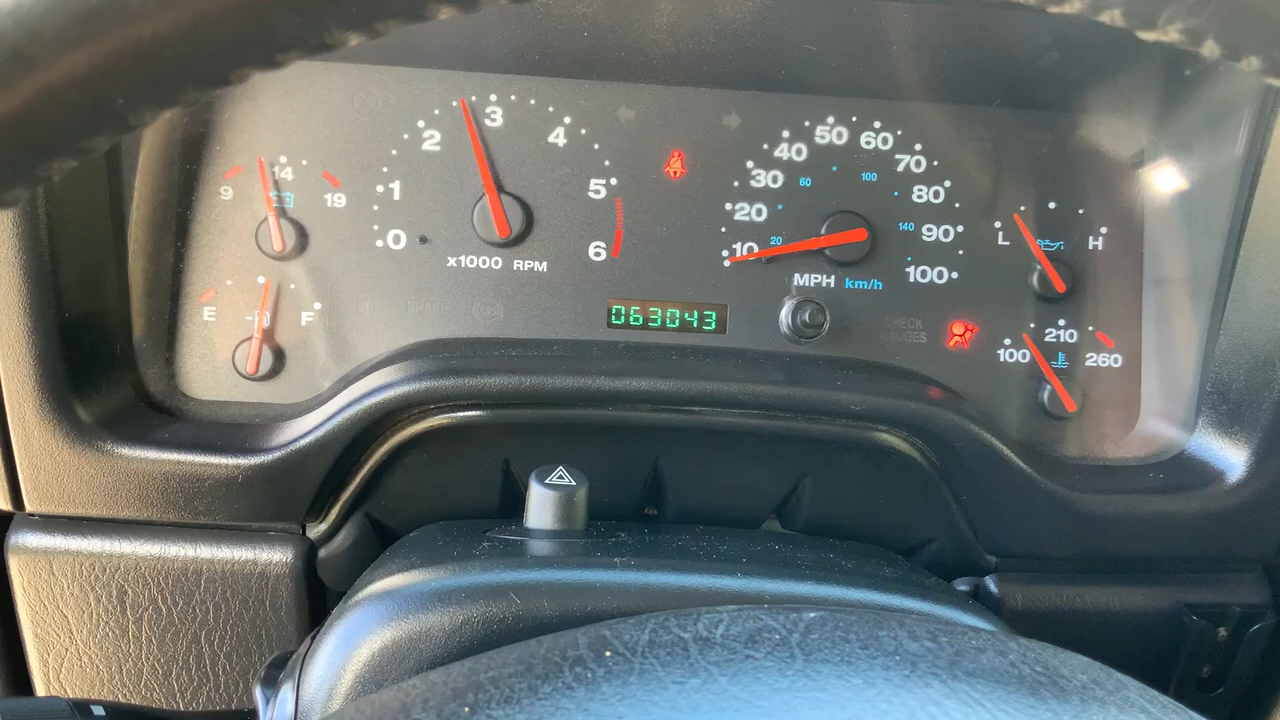 9 14 19
0 1 2 3 4 5 6
x1000 RPM
E F
063043
10 20 30 40 50 60 70 80 90 100
20 60 100 140
MPH km/h
CHECK
GAUGES
L H
100 210 260